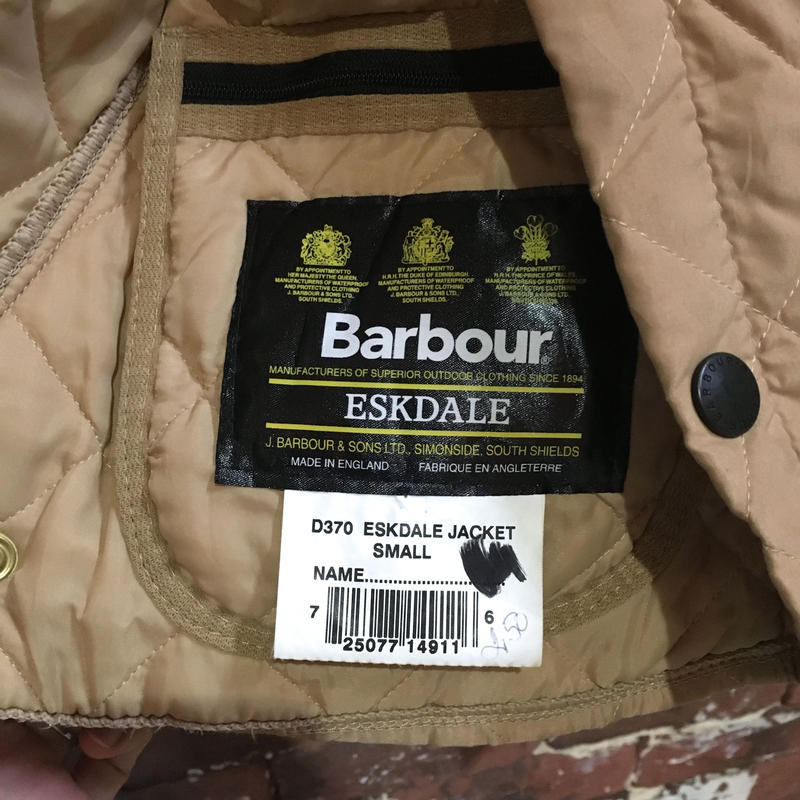 BY APPOINTMENT TO
HER MAJESTY THE QUEEN,
MANUFACTURERS OF WATERPROOF
AND PROTECTIVE CLOTHING
J. BARBOUR & SONS LTD.,
SOUTH SHIELDS.
BY APPOINTMENT TO
H.R.H. THE DUKE OF EDINBURGH,
MANUFACTURERS OF WATERPROOF
AND PROTECTIVE CLOTHING
J. BARBOUR & SONS LTD.,
SOUTH SHIELDS.
BY APPOINTMENT TO
H.R.H. THE PRINCE OF WALES,
MANUFACTURERS OF WATERPROOF
AND PROTECTIVE CLOTHING
J. BARBOUR & SONS LTD.,
SOUTH SHIELDS.
Barbour®
MANUFACTURERS OF SUPERIOR OUTDOOR CLOTHING SINCE 1894
ESKDALE
J. BARBOUR & SONS LTD., SIMONSIDE, SOUTH SHIELDS
MADE IN ENGLAND FABRIQUE EN ANGLETERRE
BARBOUR
D370 ESKDALE JACKET
SMALL
NAME..............................
7 25077 14911 6